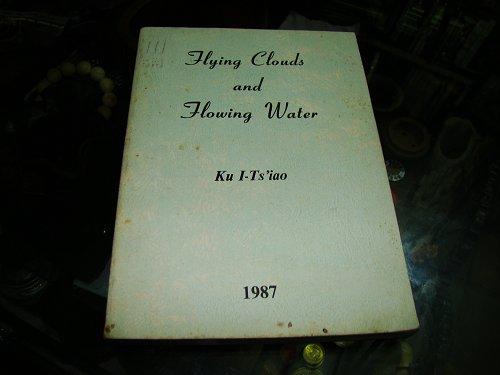 Flying Clouds
and
Flowing Water
Ku I-Ts'iao
1987